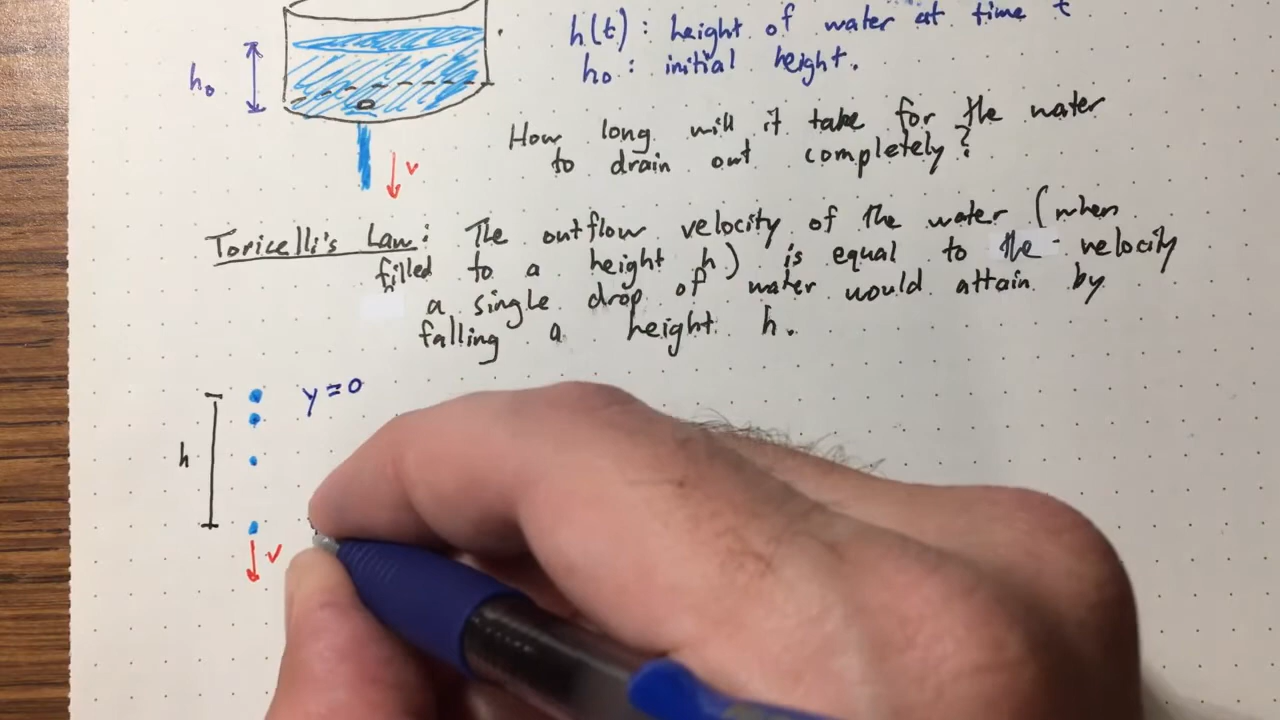 h(t) : height of water at time t
h₀ : initial height.
h₀
How long will it take for the water
to drain out completely?
v
Toricelli's Law: The outflow velocity of the water (when
filled to a height h) is equal to the velocity
a single drop of water would attain by
falling a height h.
y=0
h
v